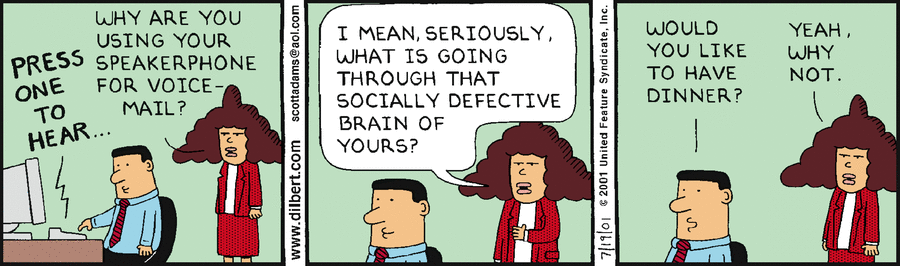 PRESS
ONE
TO
HEAR...
WHY ARE YOU
USING YOUR
SPEAKERPHONE
FOR VOICE-
MAIL?
www.dilbert.com
scottadams@aol.com
I MEAN, SERIOUSLY,
WHAT IS GOING
THROUGH THAT
SOCIALLY DEFECTIVE
BRAIN OF
YOURS?
7/19/01 © 2001 United Feature Syndicate, Inc.
WOULD
YOU LIKE
TO HAVE
DINNER?
YEAH,
WHY
NOT.